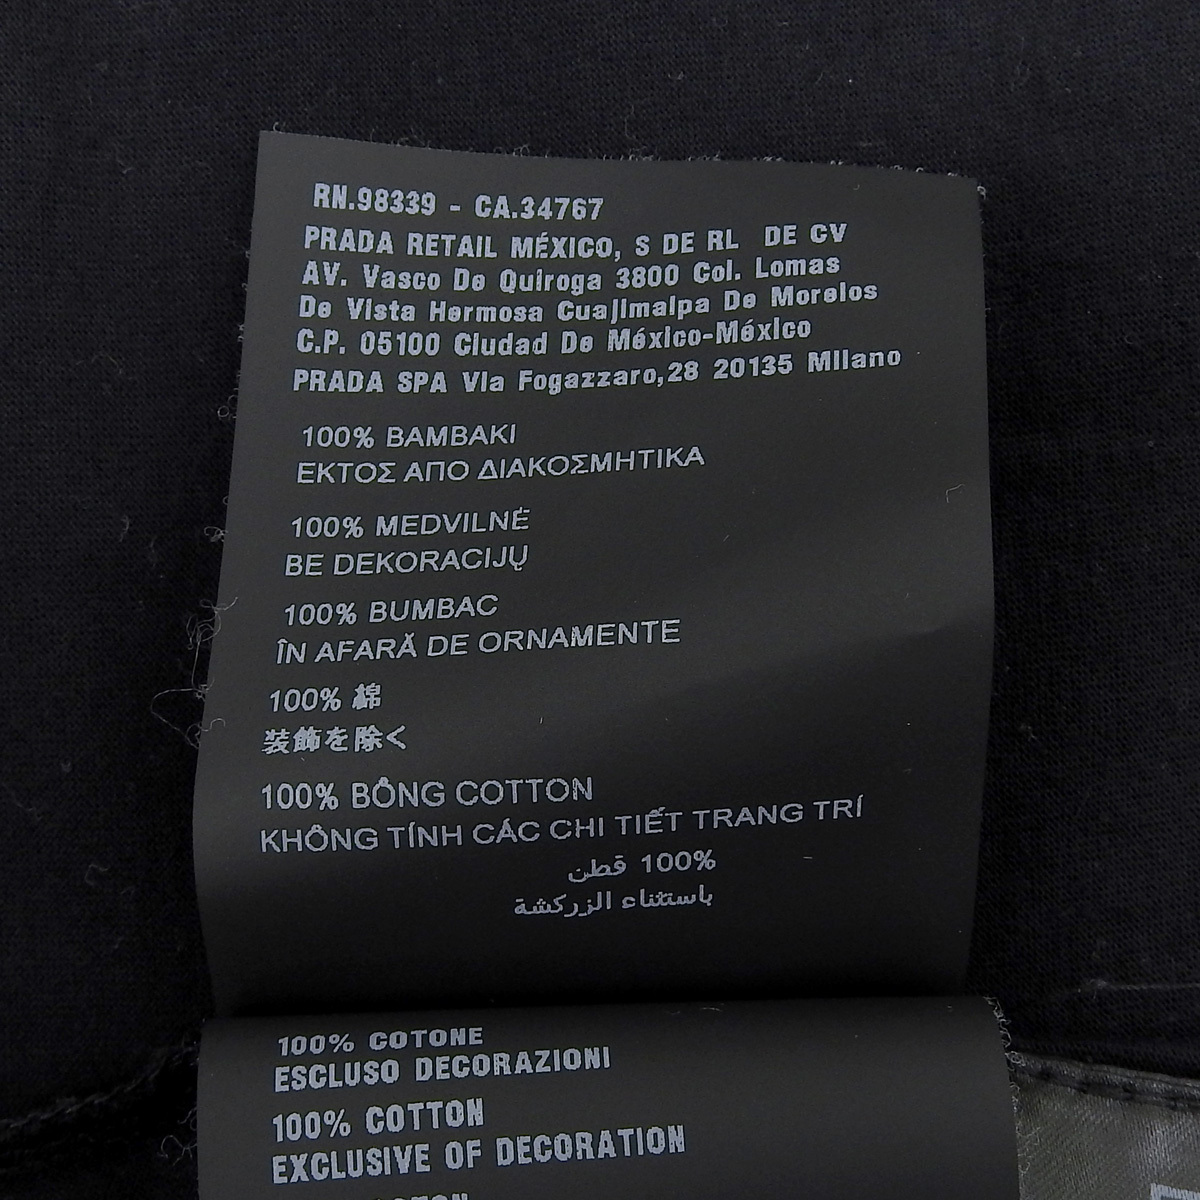 RN.98339 - CA.34767
PRADA RETAIL MÉXICO, S DE RL DE CV
AV. Vasco De Quiroga 3800 Col. Lomas
De Vista Hermosa Cuajimalpa De Morelos
C.P. 05100 Ciudad De México-México
PRADA SPA Via Fogazzaro,28 20135 Milano
100% ΒΑΜΒΑΚΙ
ΕΚΤΟΣ ΑΠΟ ΔΙΑΚΟΣΜΗΤΙΚΑ
100% MEDVILNĖ
BE DEKORACIJŲ
100% BUMBAC
ÎN AFARĂ DE ORNAMENTE
100% 綿
装飾を除く
100% BÔNG COTTON
KHÔNG TÍNH CÁC CHI TIẾT TRANG TRÍ
100% قطن
باستثناء الزركشة
100% COTONE
ESCLUSO DECORAZIONI
100% COTTON
EXCLUSIVE OF DECORATION